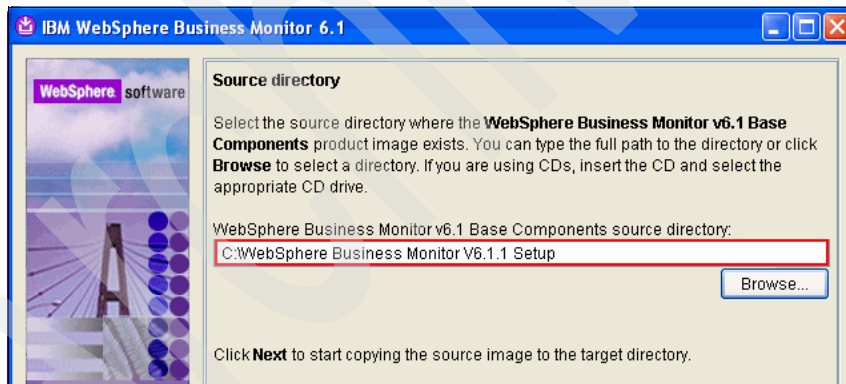 IBM WebSphere Business Monitor 6.1
WebSphere software
Source directory
Select the source directory where the WebSphere Business Monitor v6.1 Base
Components product image exists. You can type the full path to the directory or click
Browse to select a directory. If you are using CDs, insert the CD and select the
appropriate CD drive.
WebSphere Business Monitor v6.1 Base Components source directory:
C:\WebSphere Business Monitor V6.1.1 Setup
Browse...
Click Next to start copying the source image to the target directory.